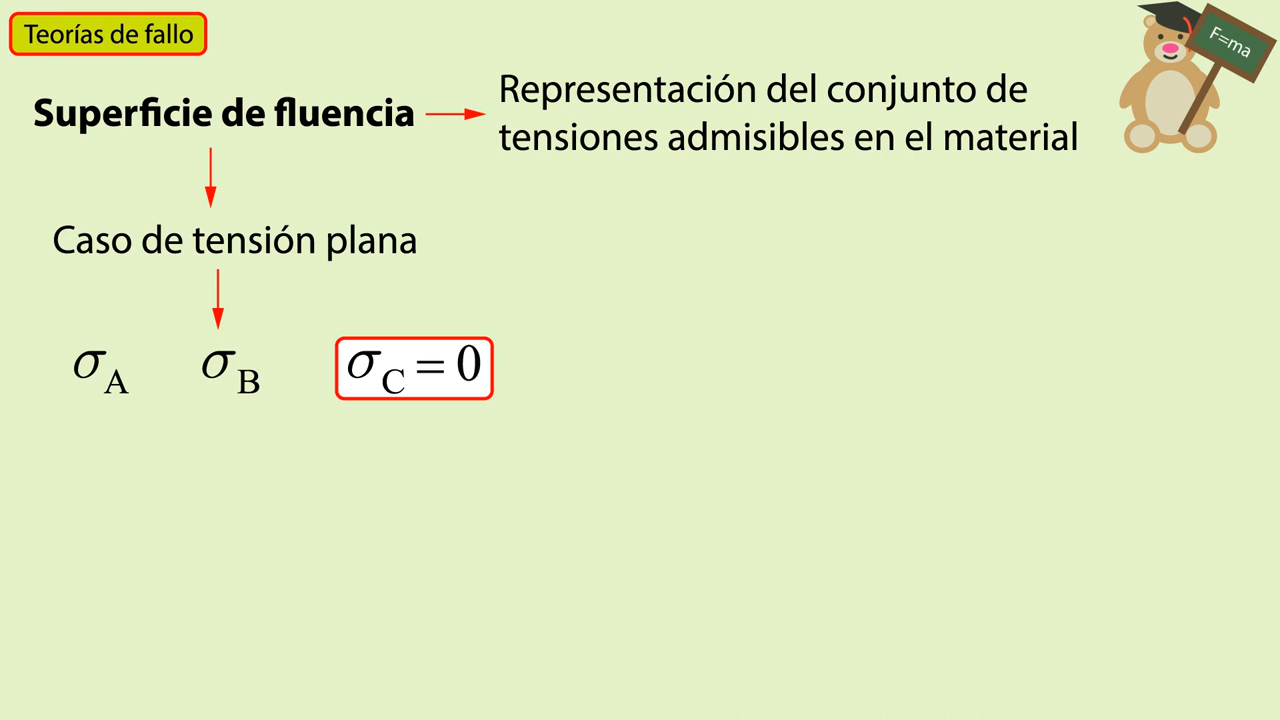 Teorías de fallo
F=ma
Superficie de fluencia
Representación del conjunto de
tensiones admisibles en el material
Caso de tensión plana
σA σB σC = 0